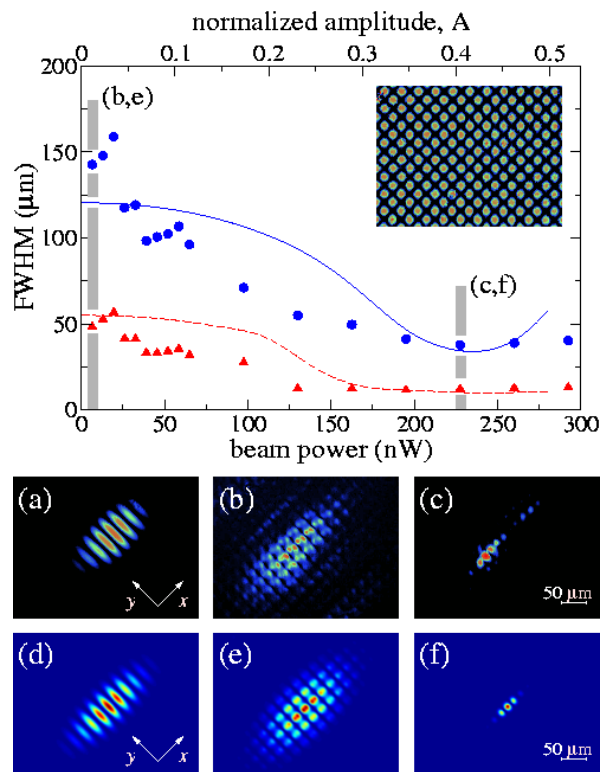 normalized amplitude, A
0 0.1 0.2 0.3 0.4 0.5
200
150
100
50
0
FWHM (µm)
(b,e)
(c,f)
0 50 100 150 200 250 300
beam power (nW)
(a) (b) (c)
y x 50 µm
(d) (e) (f)
y x 50 µm